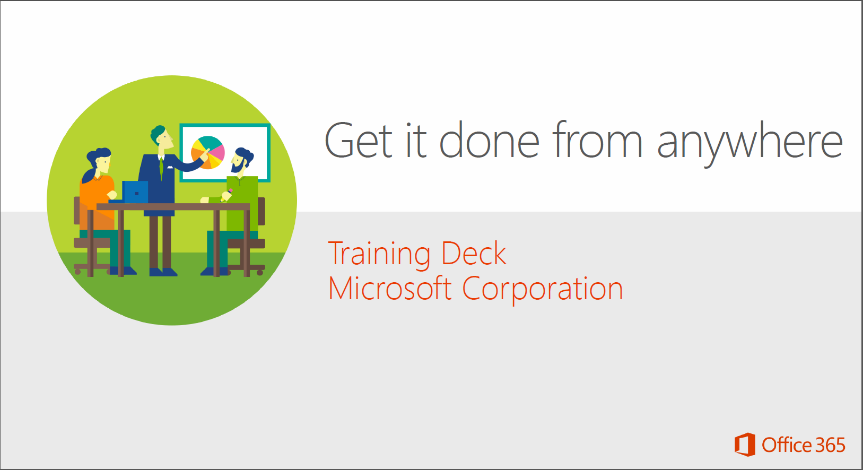 Get it done from anywhere
Training Deck
Microsoft Corporation
Office 365